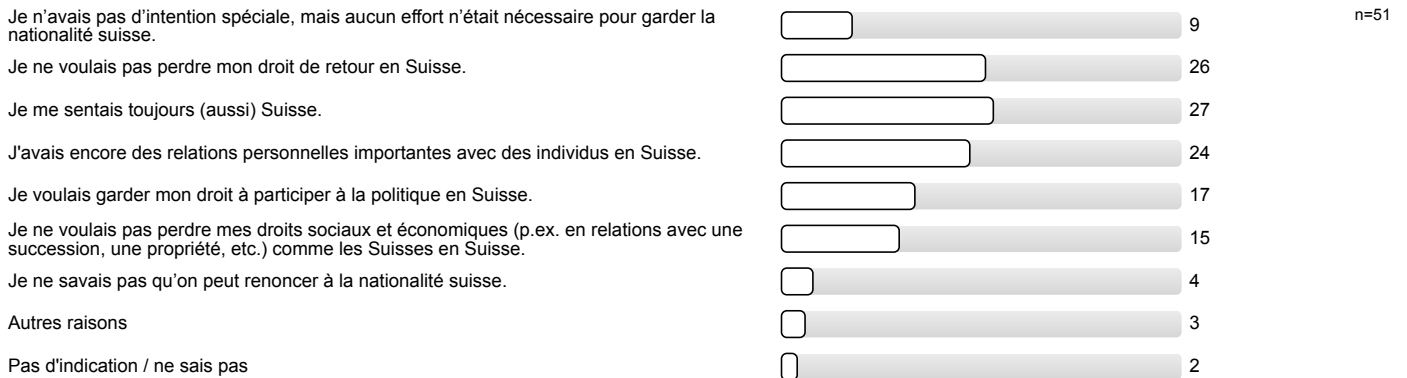 Je n’avais pas d’intention spéciale, mais aucun effort n’était nécessaire pour garder la
nationalité suisse.
9
n=51
Je ne voulais pas perdre mon droit de retour en Suisse.
26
Je me sentais toujours (aussi) Suisse.
27
J'avais encore des relations personnelles importantes avec des individus en Suisse.
24
Je voulais garder mon droit à participer à la politique en Suisse.
17
Je ne voulais pas perdre mes droits sociaux et économiques (p.ex. en relations avec une
succession, une propriété, etc.) comme les Suisses en Suisse.
15
Je ne savais pas qu’on peut renoncer à la nationalité suisse.
4
Autres raisons
3
Pas d'indication / ne sais pas
2